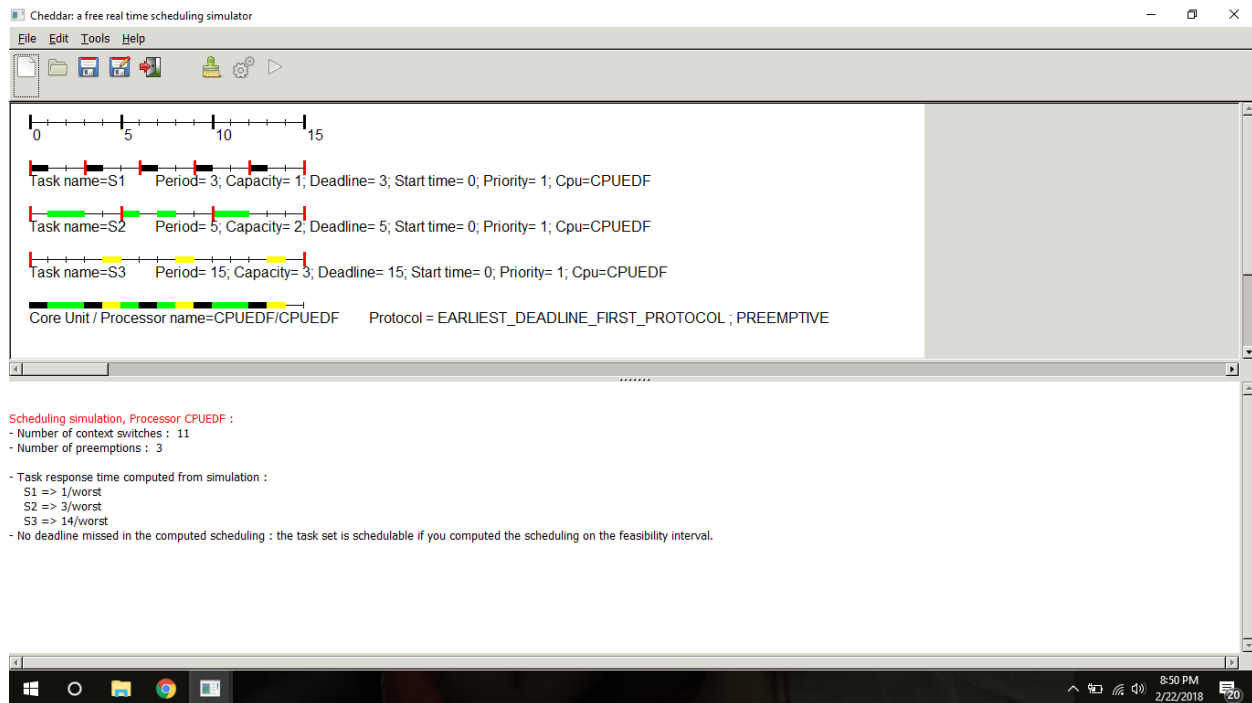 Cheddar: a free real time scheduling simulator
File Edit Tools Help
0 5 10 15
Task name=S1 Period= 3; Capacity= 1; Deadline= 3; Start time= 0; Priority= 1; Cpu=CPUEDF
Task name=S2 Period= 5; Capacity= 2; Deadline= 5; Start time= 0; Priority= 1; Cpu=CPUEDF
Task name=S3 Period= 15; Capacity= 3; Deadline= 15; Start time= 0; Priority= 1; Cpu=CPUEDF
Core Unit / Processor name=CPUEDF/CPUEDF Protocol = EARLIEST_DEADLINE_FIRST_PROTOCOL ; PREEMPTIVE
Scheduling simulation, Processor CPUEDF :
- Number of context switches : 11
- Number of preemptions : 3
- Task response time computed from simulation :
S1 => 1/worst
S2 => 3/worst
S3 => 14/worst
- No deadline missed in the computed scheduling : the task set is schedulable if you computed the scheduling on the feasibility interval.
8:50 PM
2/22/2018
20